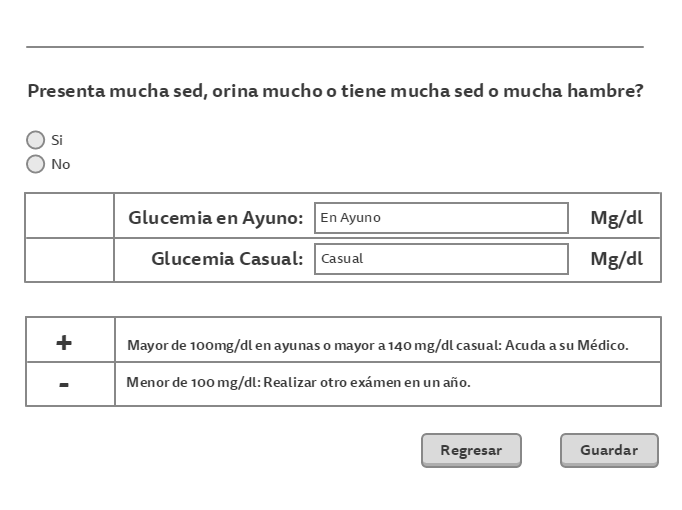 Presenta mucha sed, orina mucho o tiene mucha sed o mucha hambre?
Si
No
Glucemia en Ayuno: En Ayuno Mg/dl
Glucemia Casual: Casual Mg/dl
+ Mayor de 100mg/dl en ayunas o mayor a 140 mg/dl casual: Acuda a su Médico.
- Menor de 100 mg/dl: Realizar otro exámen en un año.
Regresar Guardar